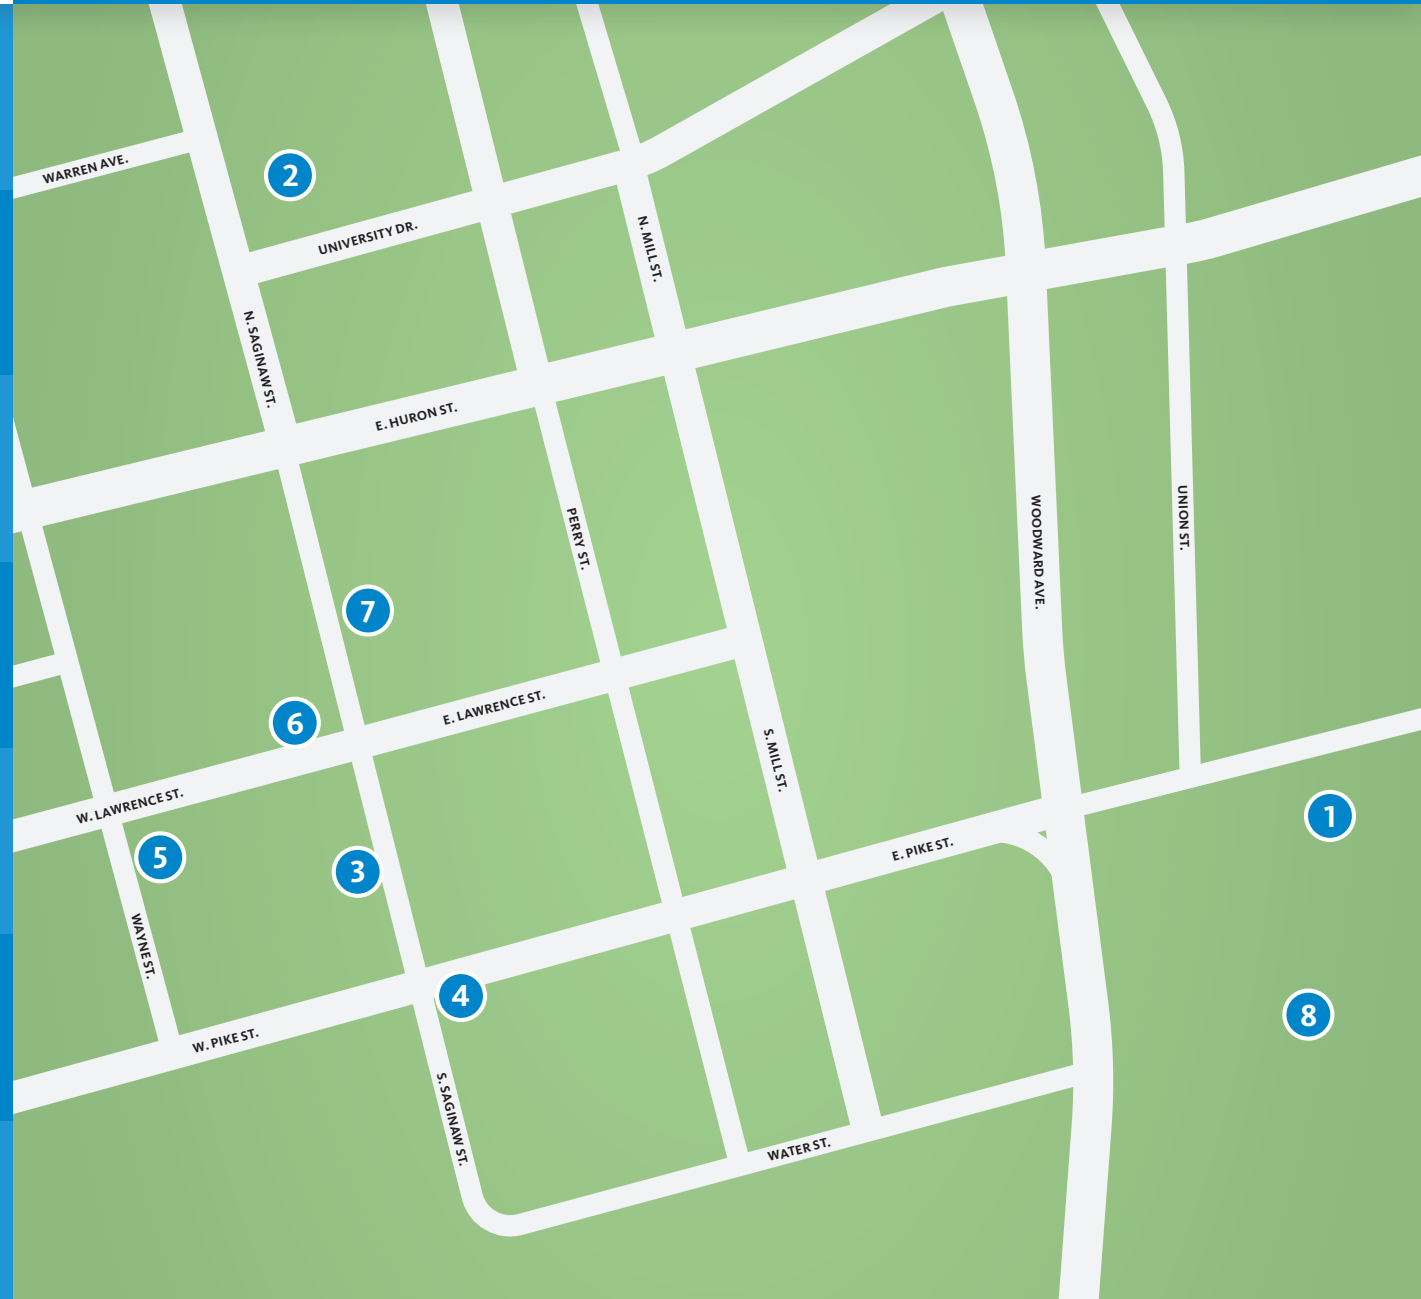 WARREN AVE.
2
UNIVERSITY DR.
N. MILL ST.
N. SAGINAW ST.
E. HURON ST.
PERRY ST.
WOODWARD AVE.
UNION ST.
7
6
E. LAWRENCE ST.
W. LAWRENCE ST.
S. MILL ST.
1
5
3
E. PIKE ST.
WAYNE ST.
4
8
W. PIKE ST.
S. SAGINAW ST.
WATER ST.